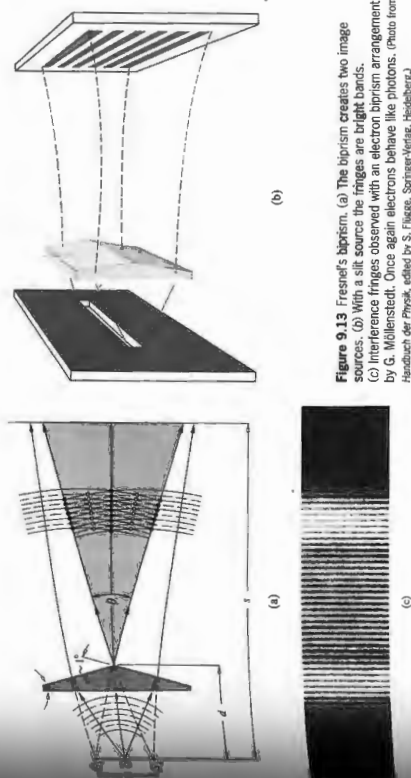 (a)
d
s
(b)
(c)
Figure 9.13 Fresnel's biprism. (a) The biprism creates two image
sources. (b) With a slit source the fringes are bright bands.
(c) Interference fringes observed with an electron biprism arrangement
by G. Möllenstedt. Once again electrons behave like photons. (Photo from
Handbuch der Physik, edited by S. Flügge, Springer-Verlag, Heidelberg.)